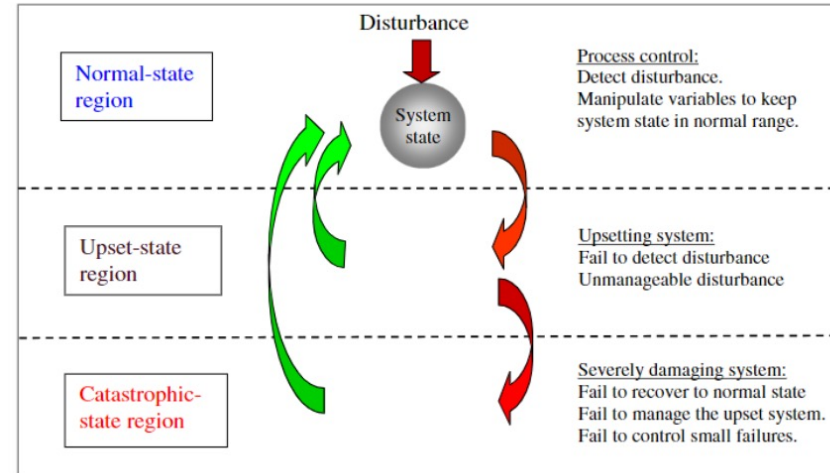 Disturbance
Normal-state
region
System
state
Process control:
Detect disturbance.
Manipulate variables to keep
system state in normal range.
Upset-state
region
Upsetting system:
Fail to detect disturbance
Unmanageable disturbance
Catastrophic-
state region
Severely damaging system:
Fail to recover to normal state
Fail to manage the upset system.
Fail to control small failures.